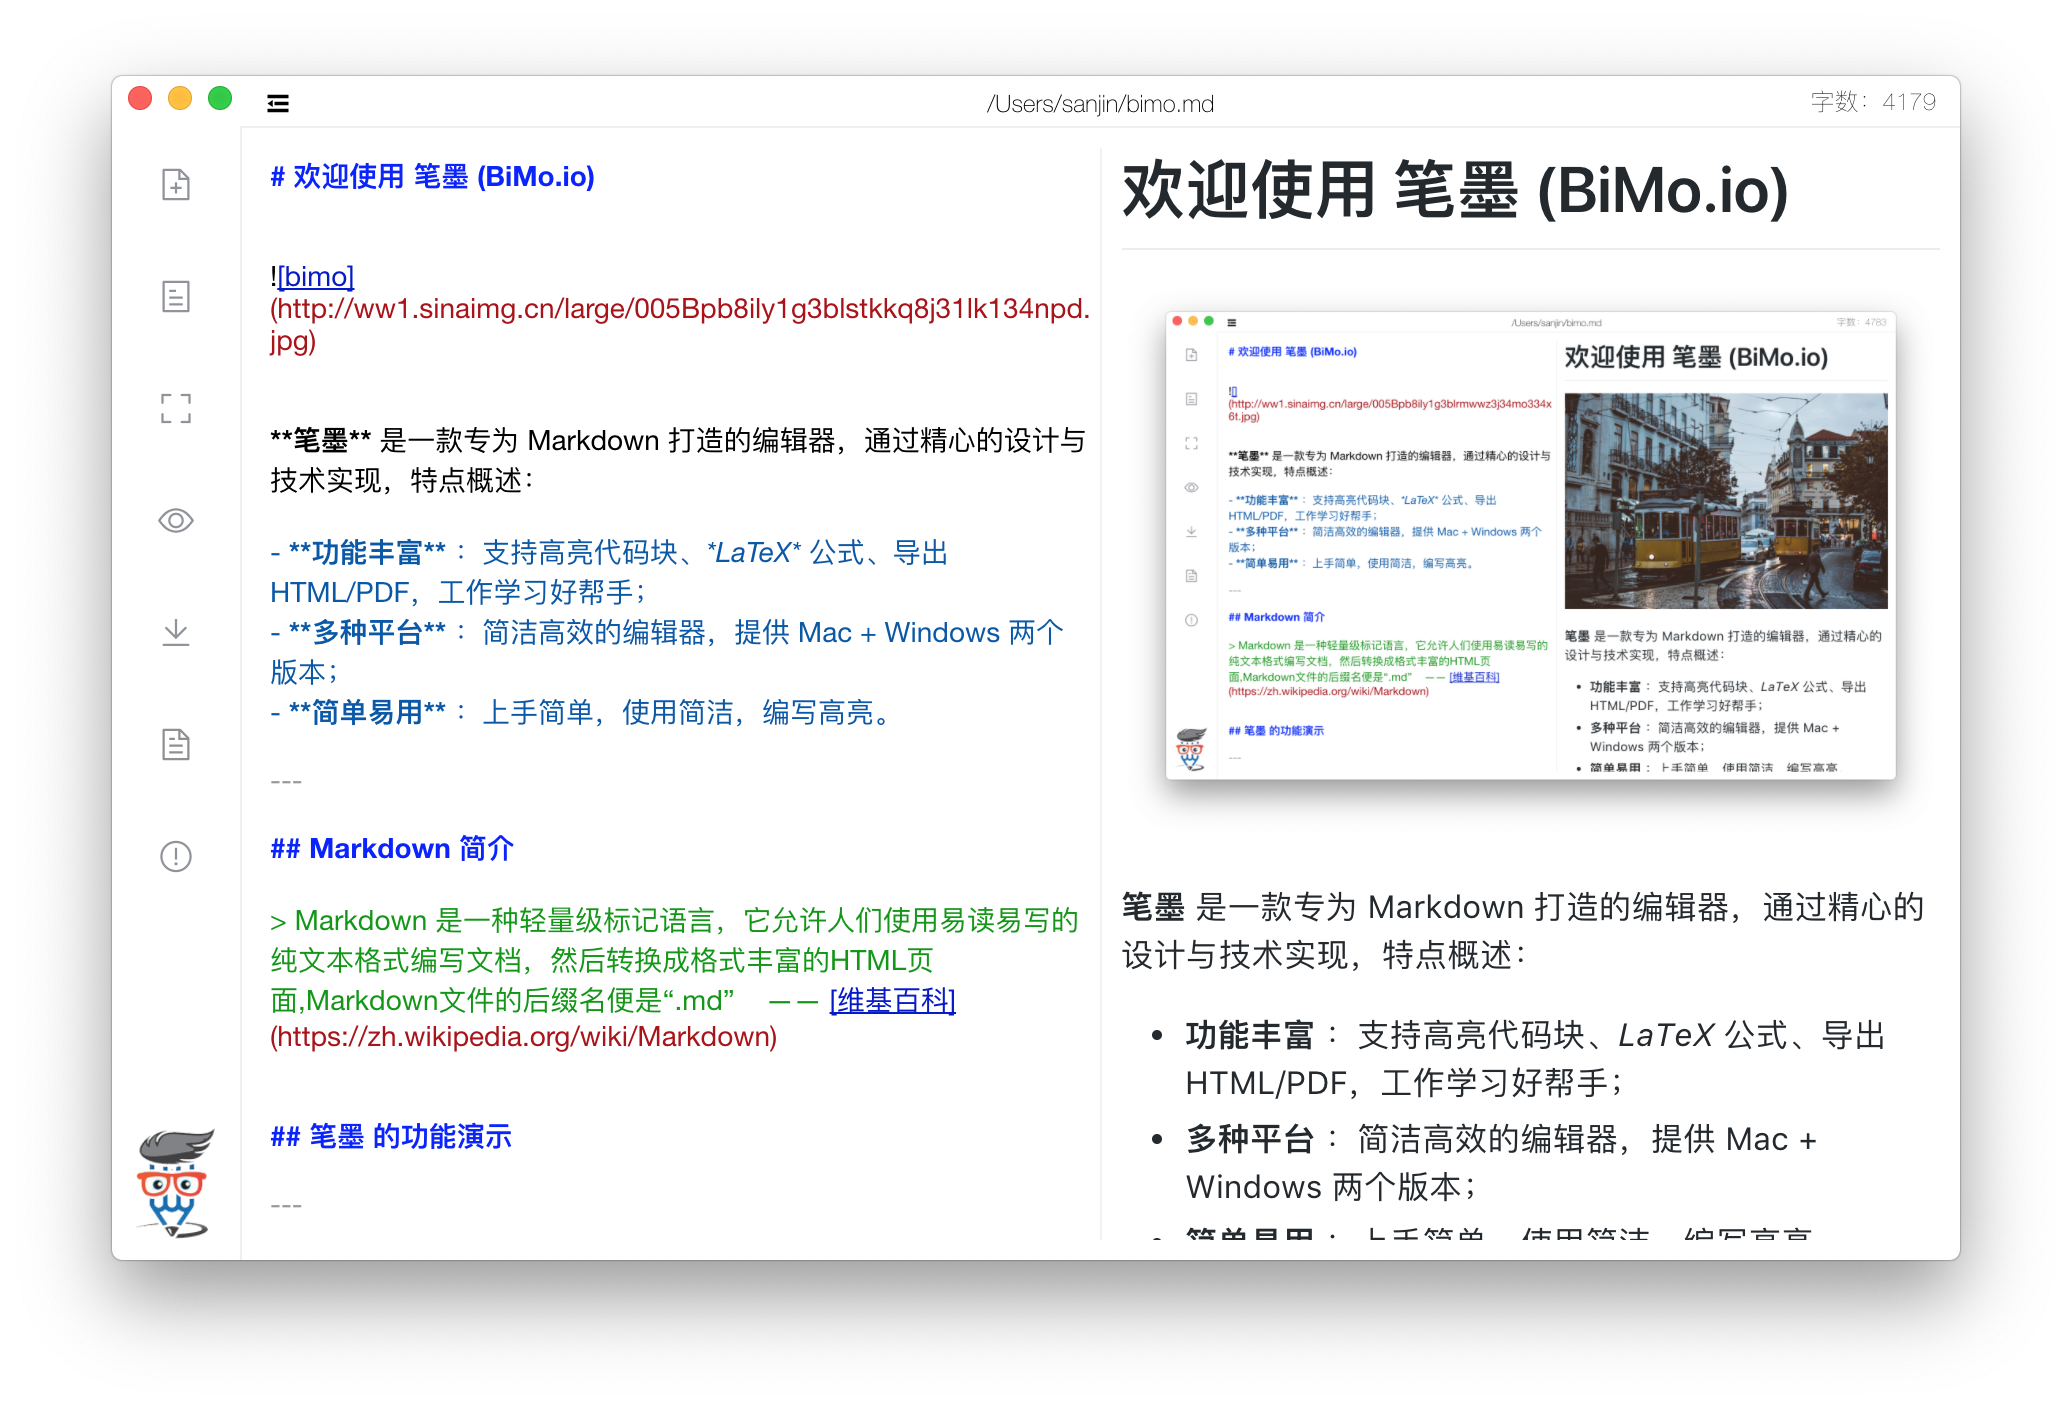 /Users/sanjin/bimo.md
字数：4179
# 欢迎使用 笔墨 (BiMo.io)
![bimo]
(http://ww1.sinaimg.cn/large/005Bpb8ily1g3blstkkq8j31lk134npd.
jpg)
**笔墨** 是一款专为 Markdown 打造的编辑器，通过精心的设计与
技术实现，特点概述：
- **功能丰富** ：支持高亮代码块、*LaTeX* 公式、导出
HTML/PDF，工作学习好帮手；
- **多种平台** ：简洁高效的编辑器，提供 Mac + Windows 两个
版本；
- **简单易用** ：上手简单，使用简洁，编写高亮。
---
## Markdown 简介
> Markdown 是一种轻量级标记语言，它允许人们使用易读易写的
纯文本格式编写文档，然后转换成格式丰富的HTML页
面,Markdown文件的后缀名便是“.md” —— [维基百科]
(https://zh.wikipedia.org/wiki/Markdown)
## 笔墨 的功能演示
---
欢迎使用 笔墨 (BiMo.io)
/Users/sanjin/bimo.md
字数：4783
# 欢迎使用 笔墨 (BiMo.io)
![]
(http://ww1.sinaimg.cn/large/005Bpb8ily1g3blrmwwz3j34mo334x
6t.jpg)
**笔墨** 是一款专为 Markdown 打造的编辑器，通过精心的设计与
技术实现，特点概述：
- **功能丰富** ：支持高亮代码块、*LaTeX* 公式、导出
HTML/PDF，工作学习好帮手；
- **多种平台** ：简洁高效的编辑器，提供 Mac + Windows 两个
版本；
- **简单易用** ：上手简单，使用简洁，编写高亮。
---
## Markdown 简介
> Markdown 是一种轻量级标记语言，它允许人们使用易读易写的
纯文本格式编写文档，然后转换成格式丰富的HTML页
面,Markdown文件的后缀名便是“.md” —— [维基百科]
(https://zh.wikipedia.org/wiki/Markdown)
## 笔墨 的功能演示
---
欢迎使用 笔墨 (BiMo.io)
笔墨 是一款专为 Markdown 打造的编辑器，通过精心的
设计与技术实现，特点概述：
• 功能丰富 ：支持高亮代码块、LaTeX 公式、导出
HTML/PDF，工作学习好帮手；
• 多种平台 ：简洁高效的编辑器，提供 Mac +
Windows 两个版本；
• 简单易用 ：上手简单，使用简洁，编写高亮
笔墨 是一款专为 Markdown 打造的编辑器，通过精心的
设计与技术实现，特点概述：
• 功能丰富 ：支持高亮代码块、LaTeX 公式、导出
HTML/PDF，工作学习好帮手；
• 多种平台 ：简洁高效的编辑器，提供 Mac +
Windows 两个版本；
• 简单易用 ：上手简单，使用简洁，编写高亮